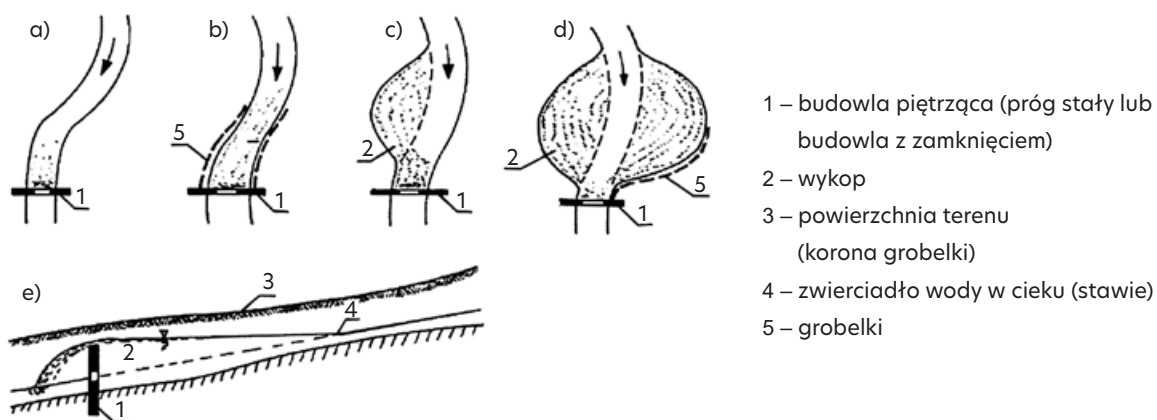 a)
b)
c)
d)
5
2
2
5
1
1
1
1
e)
3
4
2
1
1 – budowla piętrząca (próg stały lub
budowla z zamknięciem)
2 – wykop
3 – powierzchnia terenu
(korona grobelki)
4 – zwierciadło wody w cieku (stawie)
5 – grobelki